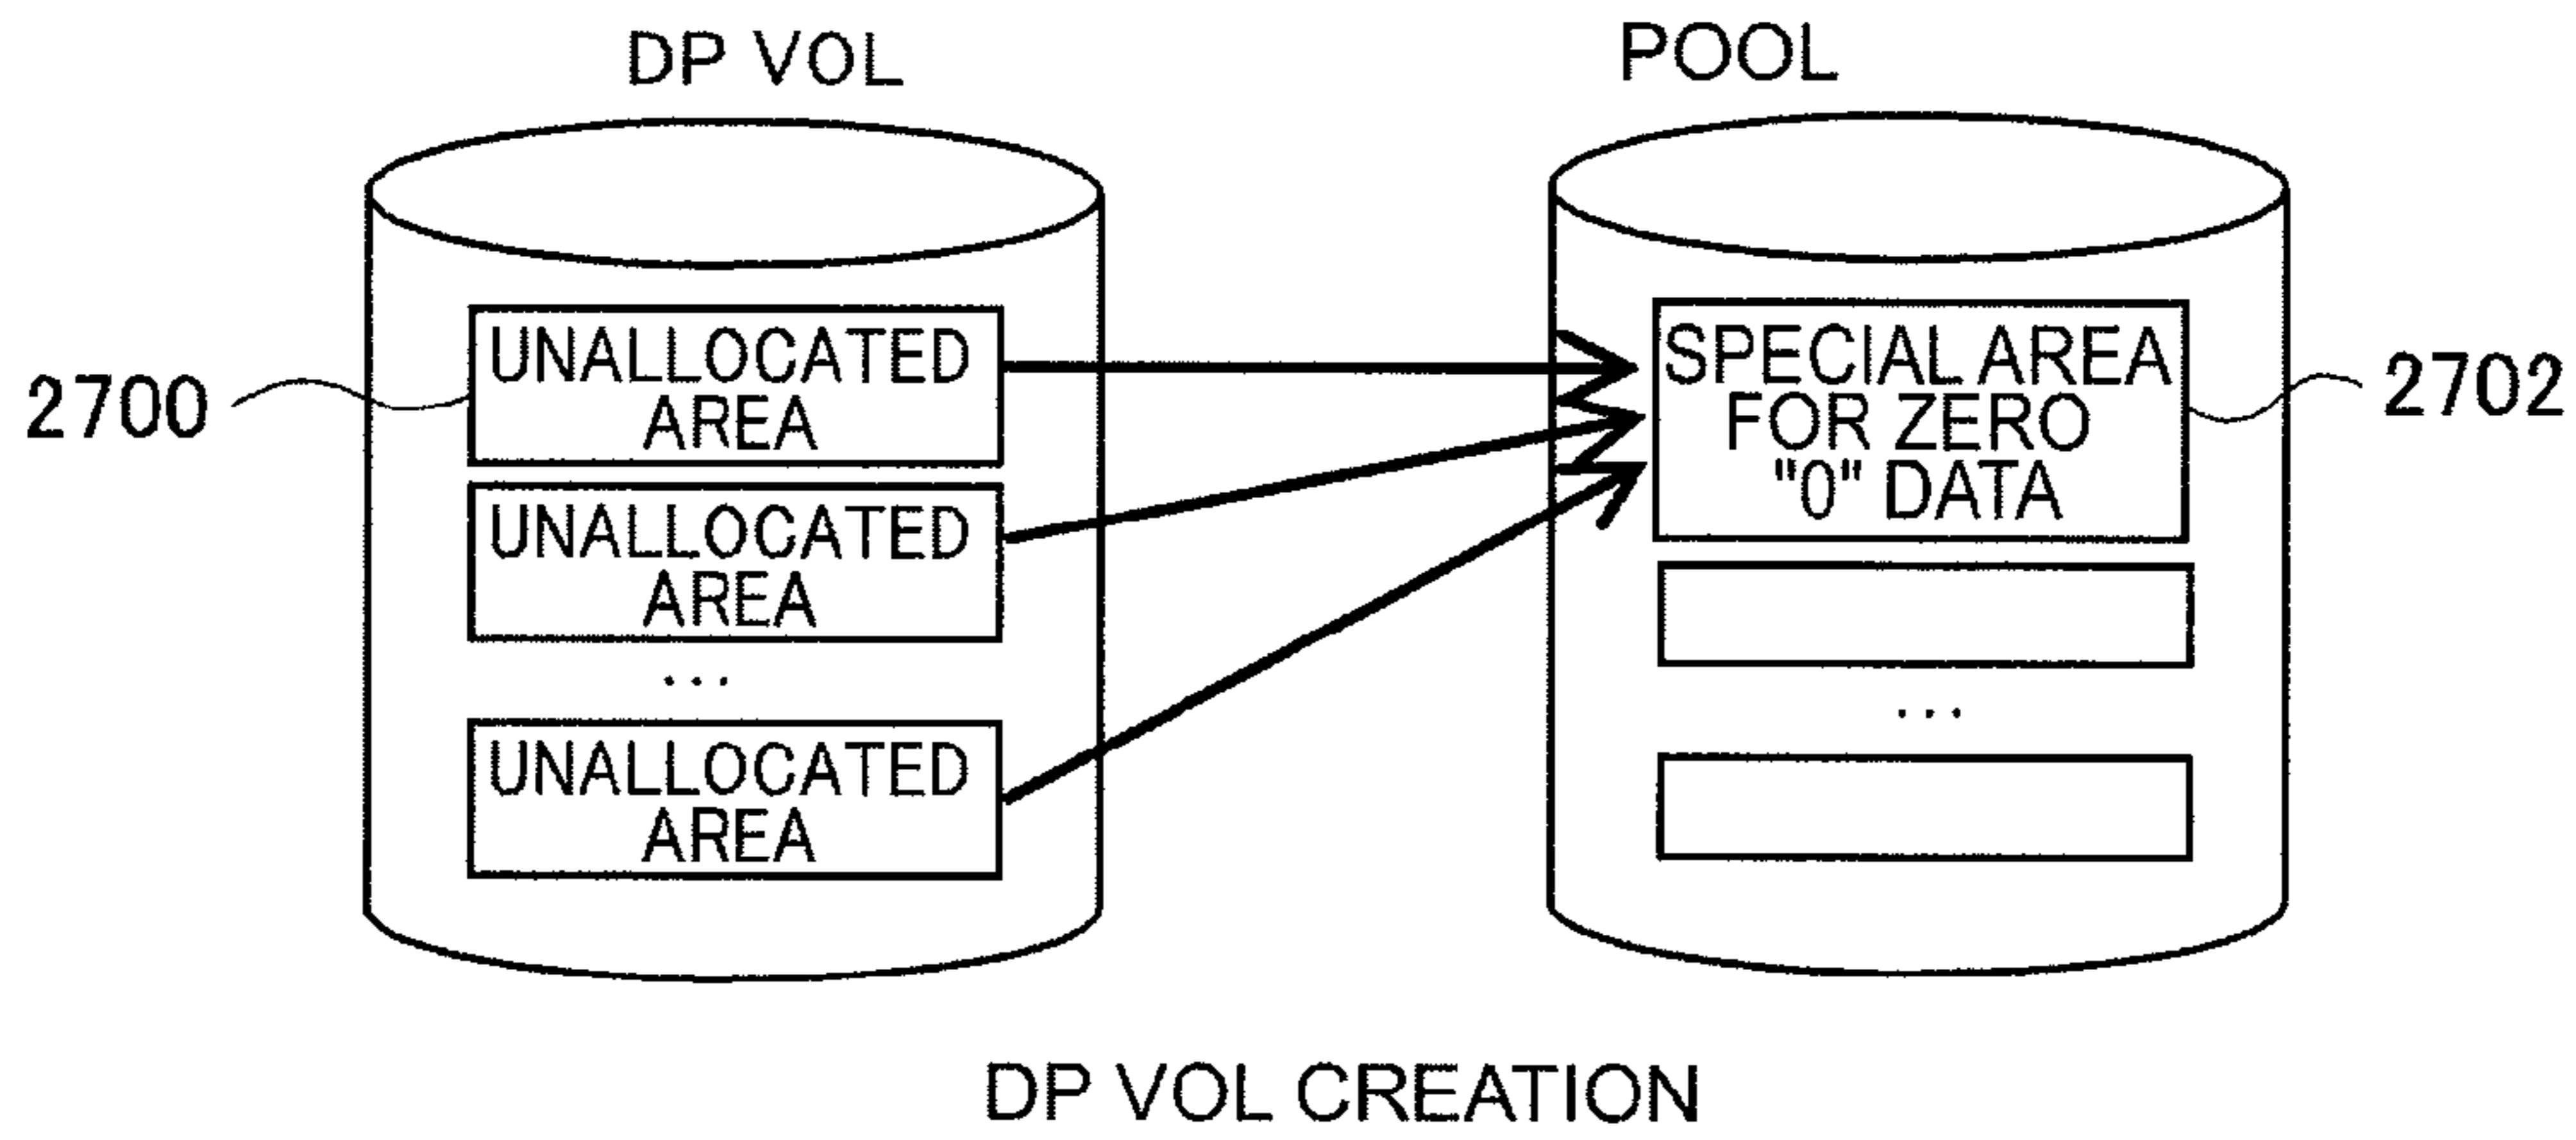 DP VOL
POOL
2700
UNALLOCATED
AREA
UNALLOCATED
AREA
...
UNALLOCATED
AREA
SPECIAL AREA
FOR ZERO
"0" DATA
...
2702
DP VOL CREATION